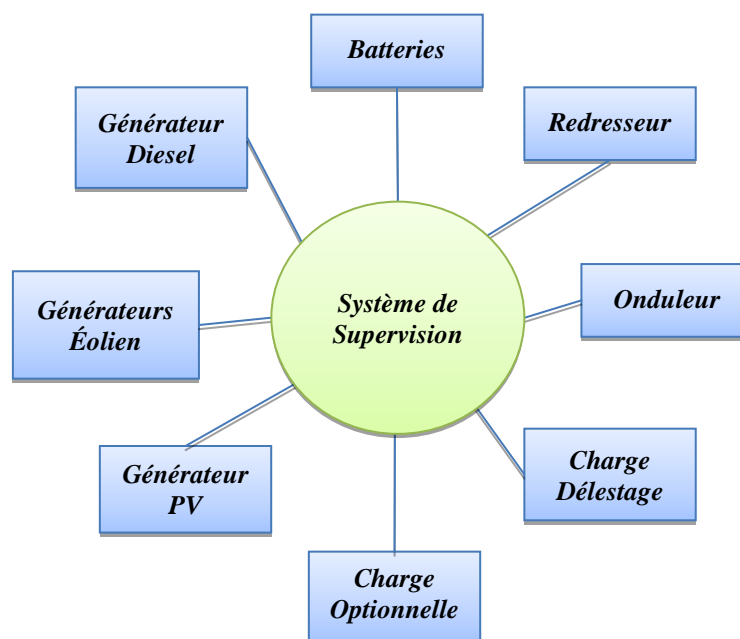 Batteries
Générateur
Diesel
Redresseur
Générateurs
Éolien
Système de
Supervision
Onduleur
Générateur
PV
Charge
Délestage
Charge
Optionnelle